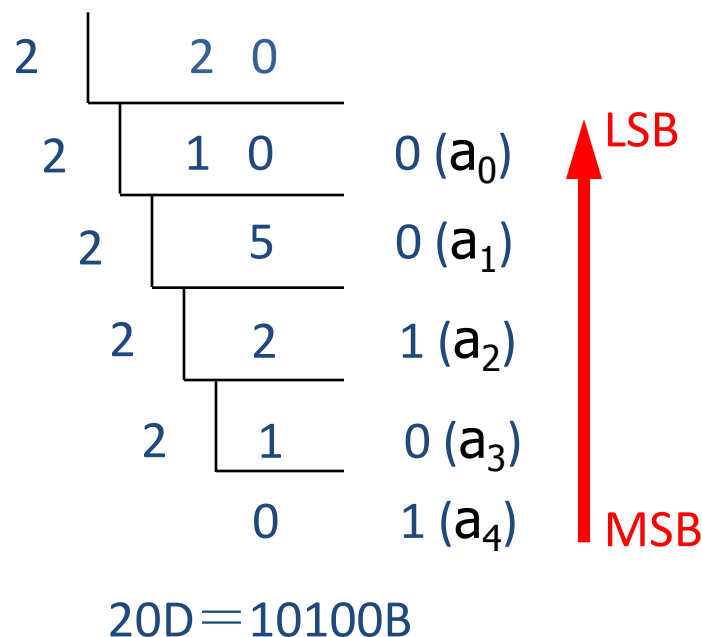 2 2 0
2 1 0 0 (a₀) LSB
2 5 0 (a₁)
2 2 1 (a₂)
2 1 0 (a₃)
0 1 (a₄) MSB
20D＝10100B